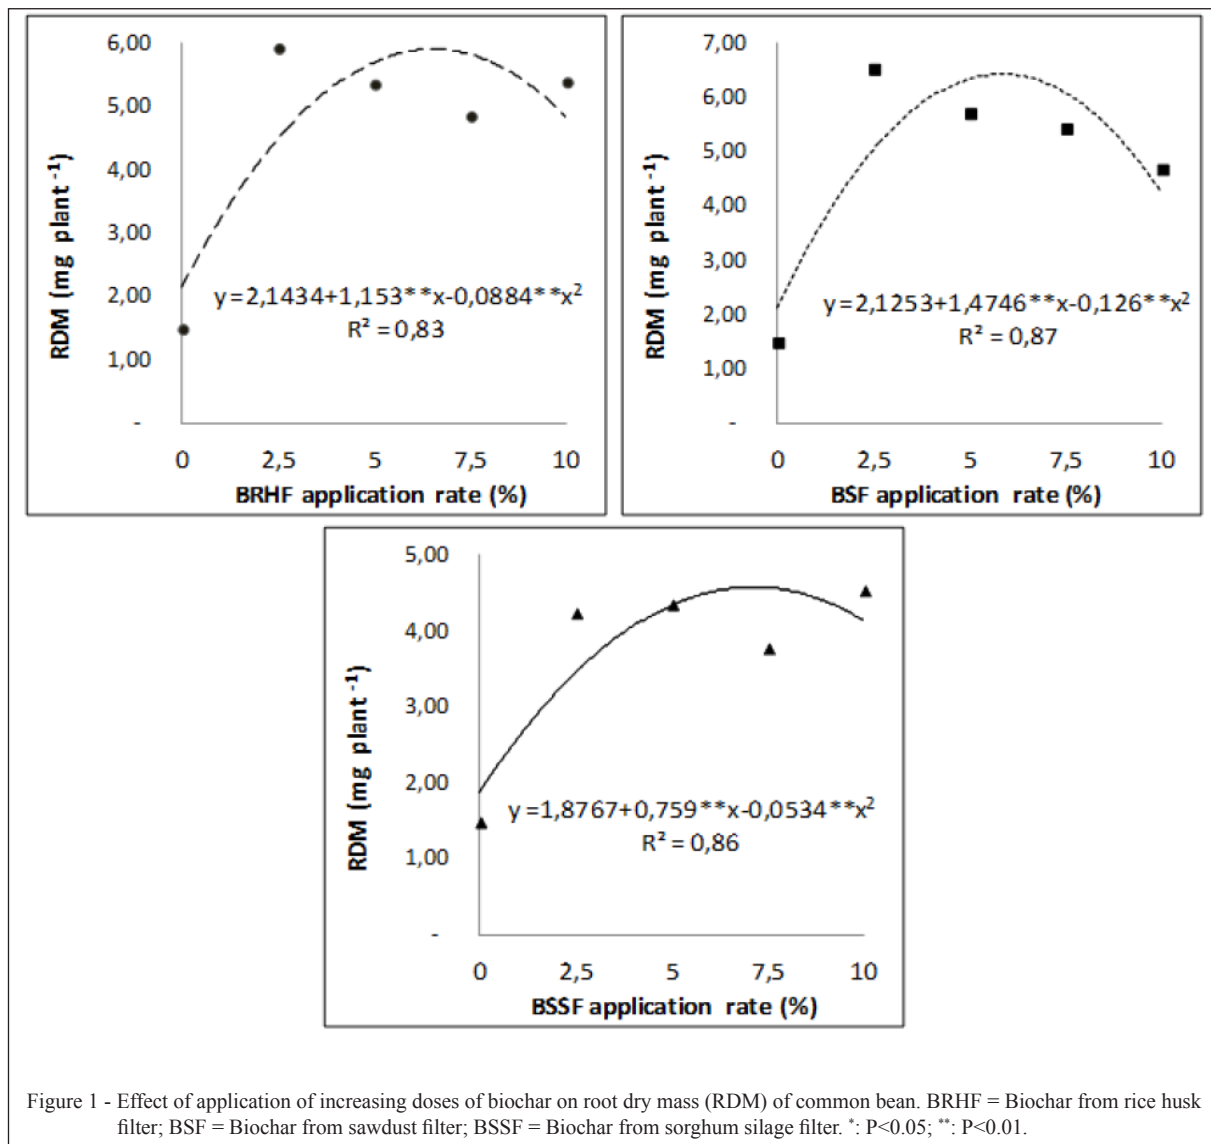 6,00
5,00
4,00
3,00
2,00
1,00
-
RDM (mg plant⁻¹)
y=2,1434+1,153**x-0,0884**x²
R² = 0,83
0 2,5 5 7,5 10
BRHF application rate (%)
7,00
6,00
5,00
4,00
3,00
2,00
1,00
-
RDM (mg plant⁻¹)
y=2,1253+1,4746**x-0,126**x²
R² = 0,87
0 2,5 5 7,5 10
BSF application rate (%)
5,00
4,00
3,00
2,00
1,00
-
RDM (mg plant⁻¹)
y=1,8767+0,759**x-0,0534**x²
R² = 0,86
0 2,5 5 7,5 10
BSSF application rate (%)
Figure 1 - Effect of application of increasing doses of biochar on root dry mass (RDM) of common bean. BRHF = Biochar from rice husk
filter; BSF = Biochar from sawdust filter; BSSF = Biochar from sorghum silage filter. *: P<0.05; **: P<0.01.